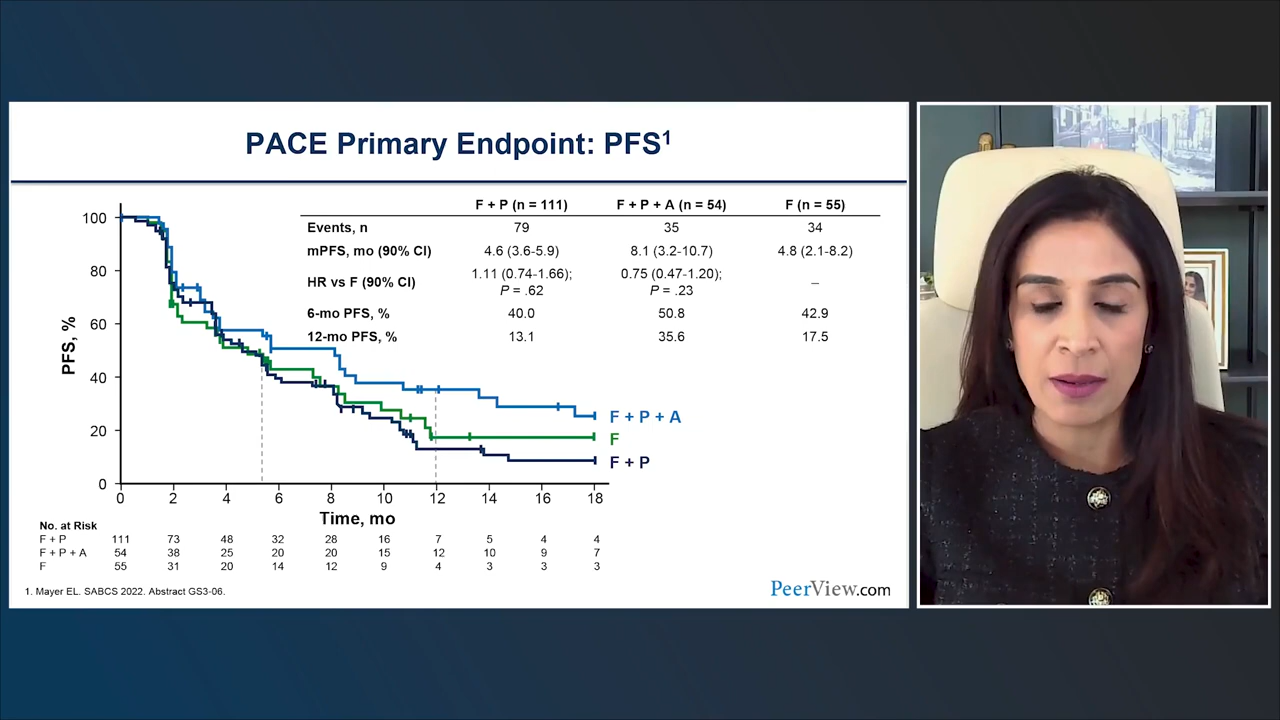 PACE Primary Endpoint: PFS1
F + P (n = 111) F + P + A (n = 54) F (n = 55)
Events, n 79 35 34
mPFS, mo (90% CI) 4.6 (3.6-5.9) 8.1 (3.2-10.7) 4.8 (2.1-8.2)
HR vs F (90% CI) 1.11 (0.74-1.66); P = .62 0.75 (0.47-1.20); P = .23 –
6-mo PFS, % 40.0 50.8 42.9
12-mo PFS, % 13.1 35.6 17.5
PFS, %
100
80
60
40
20
0
F + P + A
F
F + P
0 2 4 6 8 10 12 14 16 18
Time, mo
No. at Risk
F + P 111 73 48 32 28 16 7 5 4 4
F + P + A 54 38 25 20 20 15 12 10 9 7
F 55 31 20 14 12 9 4 3 3 3
1. Mayer EL. SABCS 2022. Abstract GS3-06.
PeerView.com